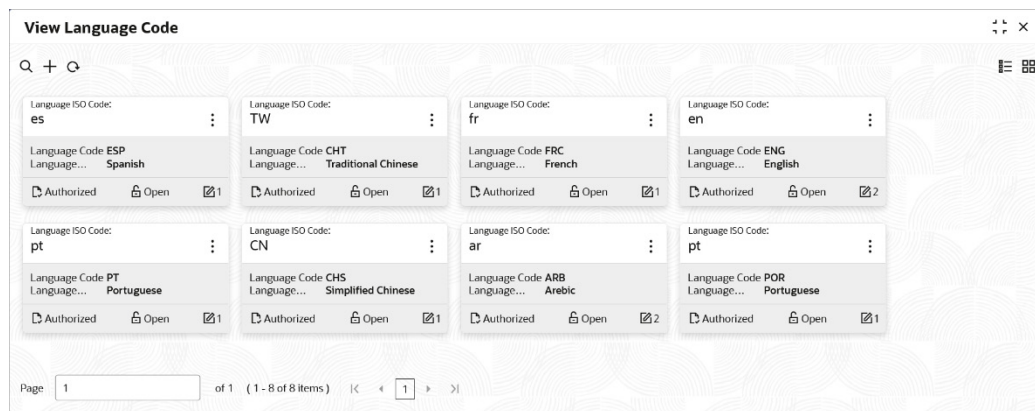 View Language Code
Language ISO Code: Language ISO Code: Language ISO Code: Language ISO Code:
es TW fr en
Language Code ESP Language Code CHT Language Code FRC Language Code ENG
Language... Spanish Language... Traditional Chinese Language... French Language... English
Authorized Open 1 Authorized Open 1 Authorized Open 1 Authorized Open 2
Language ISO Code: Language ISO Code: Language ISO Code: Language ISO Code:
pt CN ar pt
Language Code PT Language Code CHS Language Code ARB Language Code POR
Language... Portuguese Language... Simplified Chinese Language... Arebic Language... Portuguese
Authorized Open 1 Authorized Open 1 Authorized Open 2 Authorized Open 1
Page 1 of 1 (1 - 8 of 8 items) 1